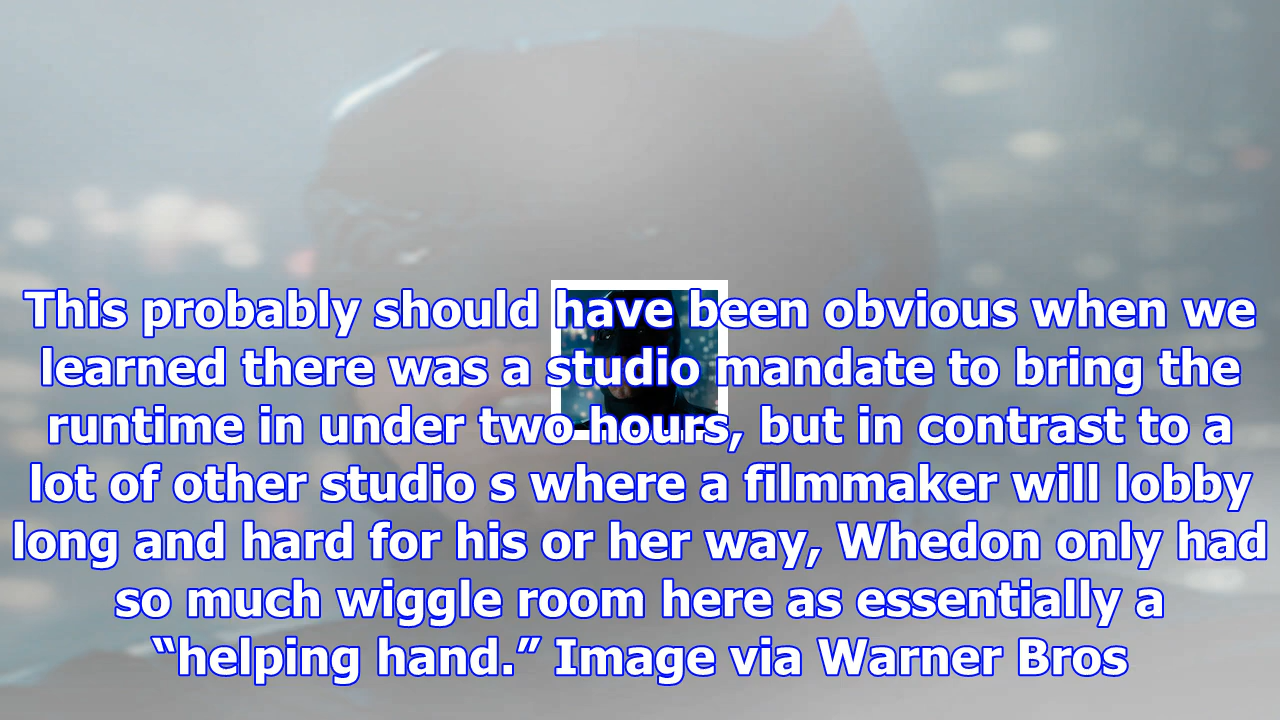 This probably should have been obvious when we
learned there was a studio mandate to bring the
runtime in under two hours, but in contrast to a
lot of other studio s where a filmmaker will lobby
long and hard for his or her way, Whedon only had
so much wiggle room here as essentially a
“helping hand.” Image via Warner Bros